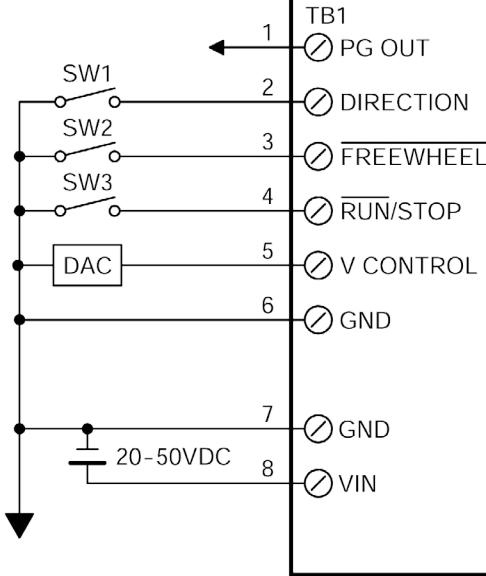 TB1
1 PG OUT
SW1
2 DIRECTION
SW2
3 FREEWHEEL
SW3
4 RUN/STOP
DAC 5 V CONTROL
6 GND
7 GND
20-50VDC
8 VIN